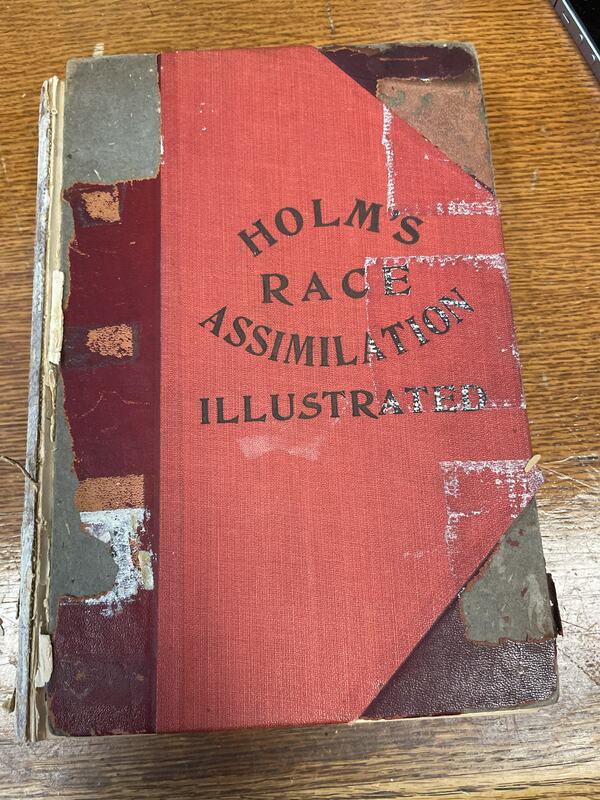 HOLM'S
RACE
ASSIMILATION
ILLUSTRATED